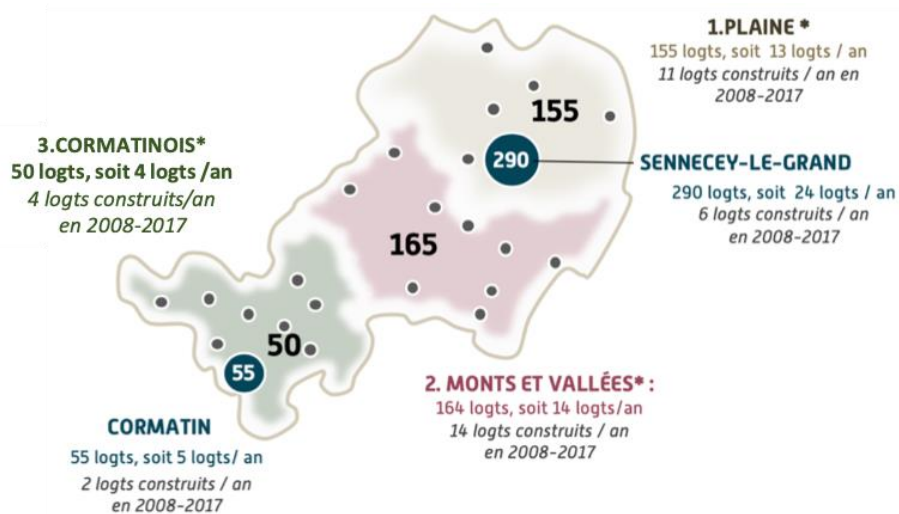 1.PLAINE *
155 logts, soit 13 logts / an
11 logts construits / an en
2008-2017
155
290
SENNECEY-LE-GRAND
290 logts, soit 24 logts / an
6 logts construits / an
en 2008-2017
3.CORMATINOIS*
50 logts, soit 4 logts /an
4 logts construits/an
en 2008-2017
165
50
55
2. MONTS ET VALLÉES* :
164 logts, soit 14 logts/an
14 logts construits / an
en 2008-2017
CORMATIN
55 logts, soit 5 logts/ an
2 logts construits / an
en 2008-2017